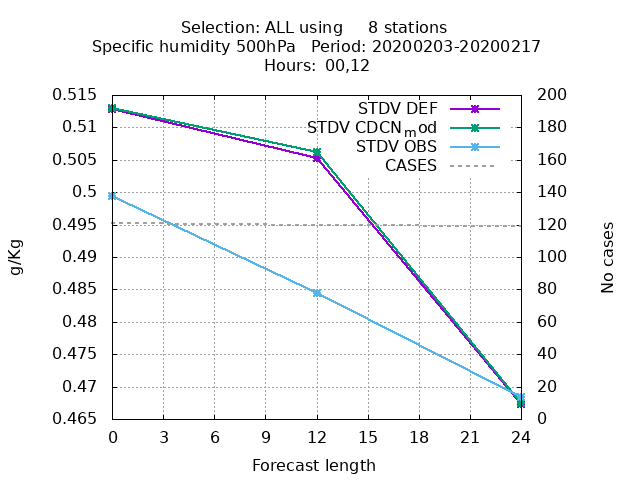 Selection: ALL using     8 stations
Specific humidity 500hPa   Period: 20200203-20200217
Hours: 00,12
STDV DEF
STDV CDCNmod
STDV OBS
CASES
0.515
0.51
0.505
0.5
0.495
0.49
0.485
0.48
0.475
0.47
0.465
g/Kg
200
180
160
140
120
100
80
60
40
20
0
No cases
0 3 6 9 12 15 18 21 24
Forecast length